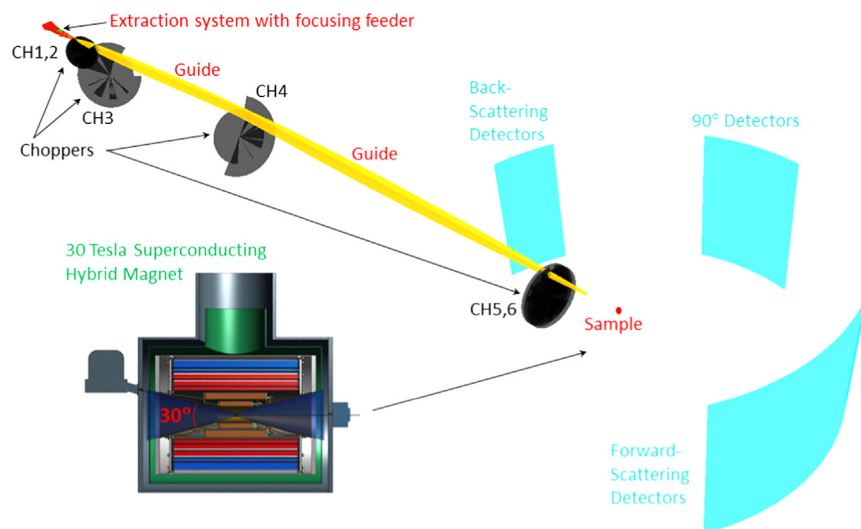 Extraction system with focusing feeder
CH1,2
Guide
CH3
CH4
Back-
Scattering
Detectors
90° Detectors
Choppers
Guide
30 Tesla Superconducting
Hybrid Magnet
CH5,6
Sample
30°
Forward-
Scattering
Detectors